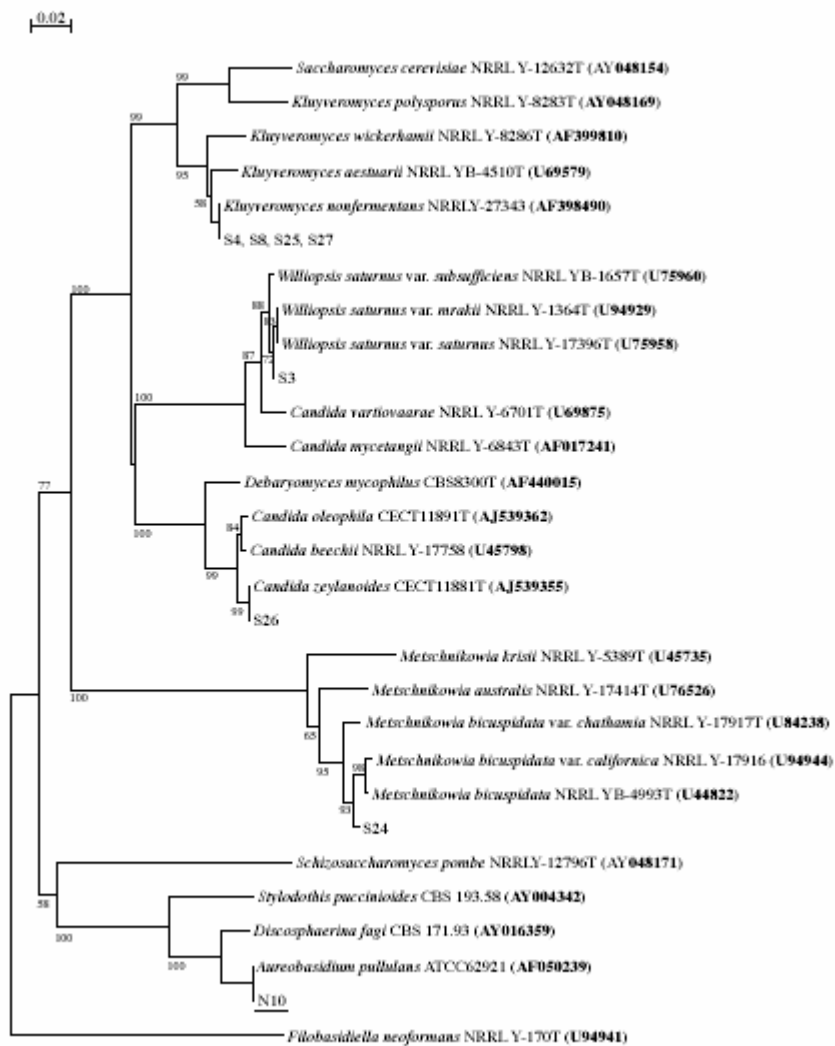 0.02
Saccharomyces cerevisiae NRRL Y-12632T (AY048154)
99
Kluyveromyces polysporus NRRL Y-8283T (AY048169)
99
Kluyveromyces wickerhamii NRRL Y-8286T (AF399810)
95
Kluyveromyces aestuarii NRRL YB-4510T (U69579)
58
Kluyveromyces nonfermentans NRRLY-27343 (AF398490)
S4, S8, S25, S27
Williopsis saturnus var. subsufficiens NRRL YB-1657T (U75960)
100
88
Williopsis saturnus var. mrakii NRRL Y-1364T (U94929)
Williopsis saturnus var. saturnus NRRL Y-17396T (U75958)
87
S3
100
Candida vartiovaarae NRRL Y-6701T (U69875)
Candida mycetangii NRRL Y-6843T (AF017241)
77
Debaryomyces mycophilus CBS8300T (AF440015)
Candida oleophila CECT11891T (AJ539362)
84
100
Candida beechii NRRL Y-17758 (U45798)
99
Candida zeylanoides CECT11881T (AJ539355)
99
S26
Metschnikowia krisii NRRL Y-5389T (U45735)
Metschnikowia australis NRRL Y-17414T (U76526)
100
Metschnikowia bicuspidata var. chathamia NRRL Y-17917T (U84238)
65
Metschnikowia bicuspidata var. californica NRRL Y-17916 (U94944)
95
98
Metschnikowia bicuspidata NRRL YB-4993T (U44822)
93
S24
Schizosaccharomyces pombe NRRLY-12796T (AY048171)
Stylodothis puccinioides CBS 193.58 (AY004342)
58
Discosphaerina fagi CBS 171.93 (AY016359)
100
100
Aureobasidium pullulans ATCC62921 (AF050239)
N10
Filobasidiella neoformans NRRL Y-170T (U94941)